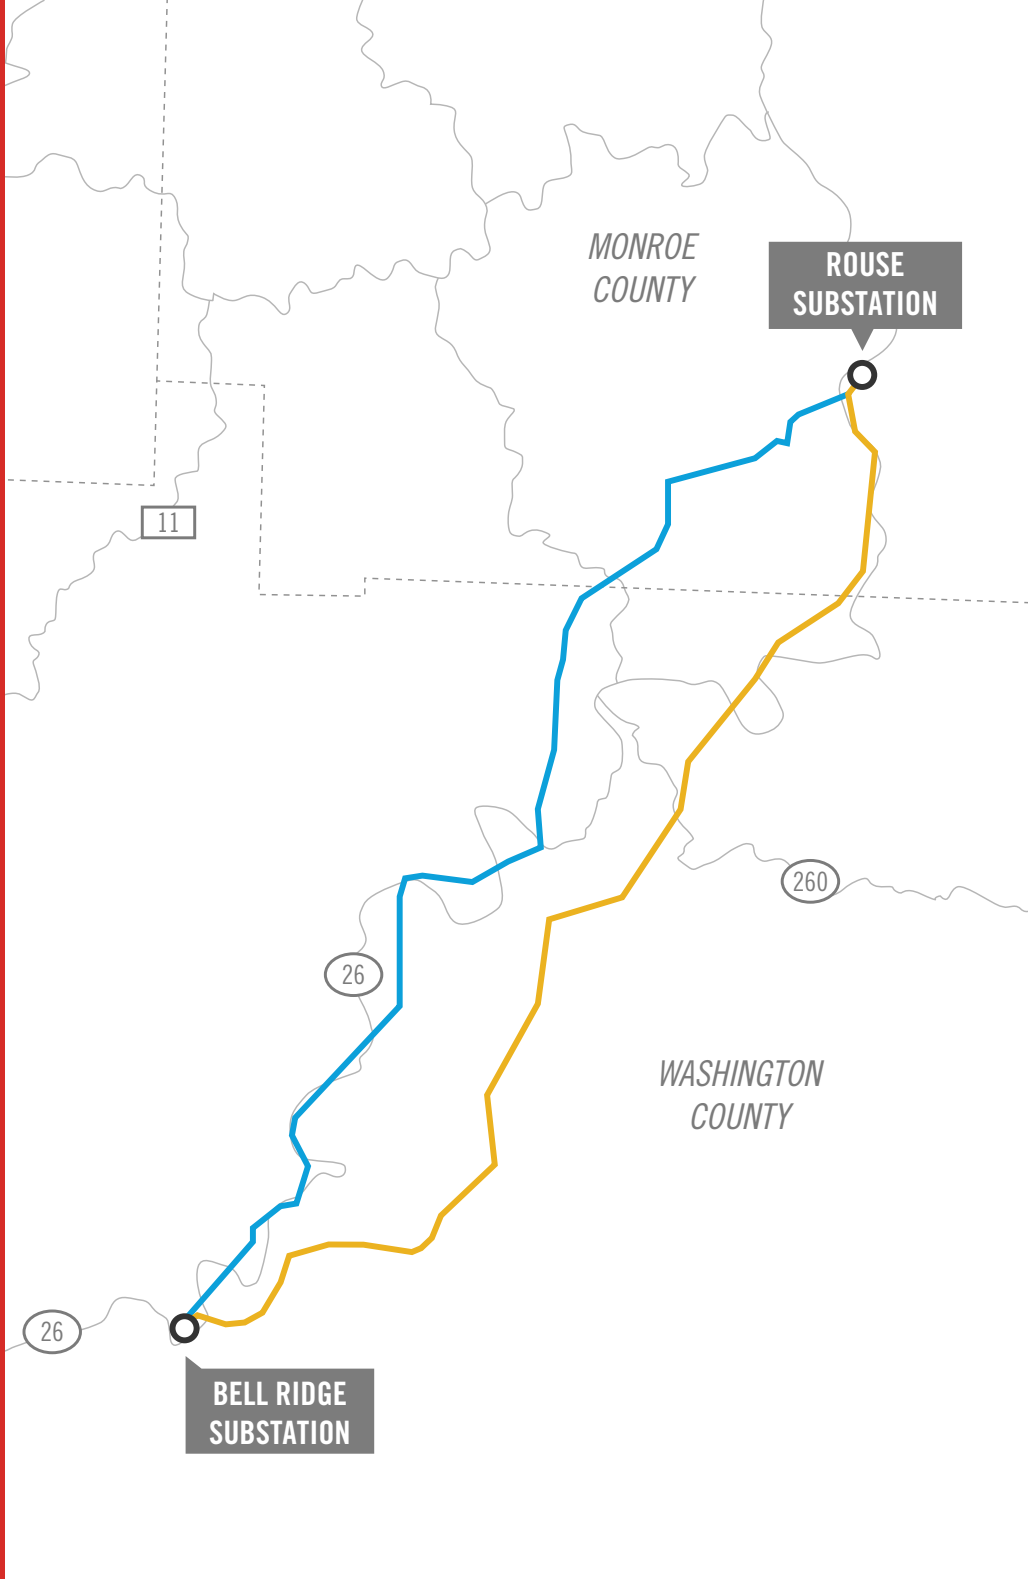 MONROE
COUNTY
ROUSE
SUBSTATION
11
260
26
WASHINGTON
COUNTY
26
BELL RIDGE
SUBSTATION